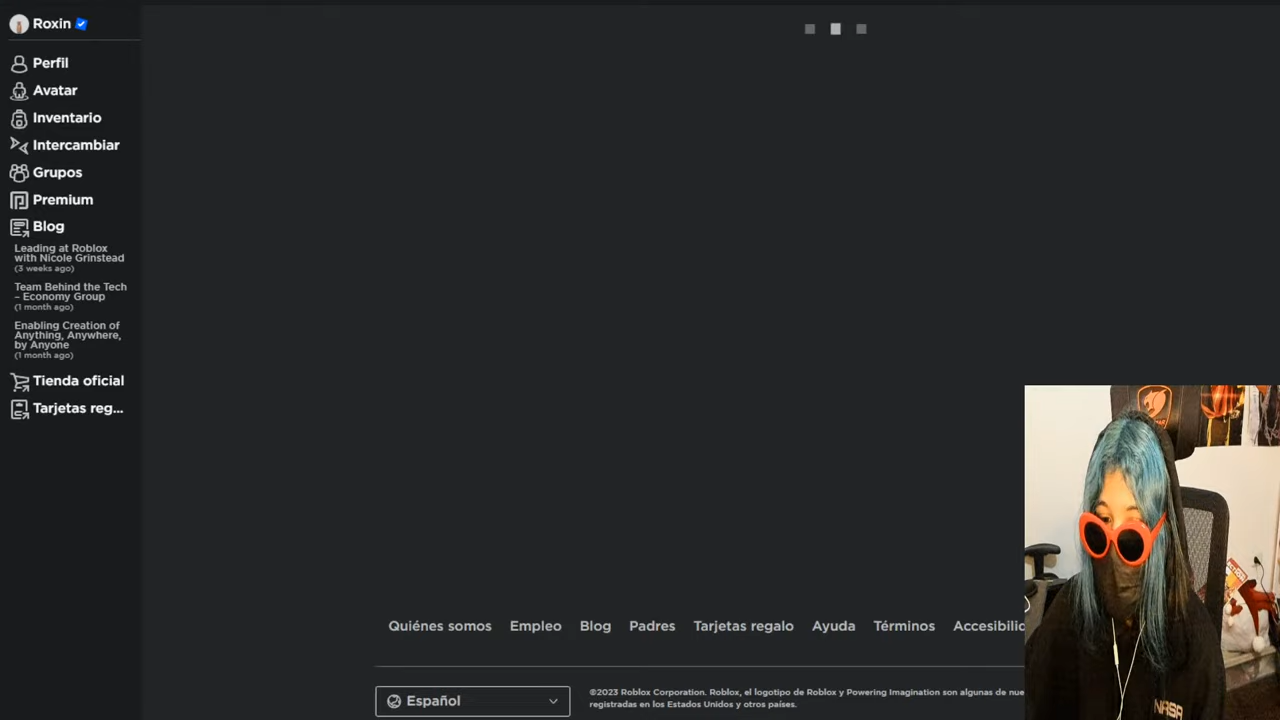 Roxin
Perfil
Avatar
Inventario
Intercambiar
Grupos
Premium
Blog
Leading at Roblox
with Nicole Grinstead
(3 weeks ago)
Team Behind the Tech
– Economy Group
(1 month ago)
Enabling Creation of
Anything, Anywhere,
by Anyone
(1 month ago)
Tienda oficial
Tarjetas reg...
Quiénes somos Empleo Blog Padres Tarjetas regalo Ayuda Términos Accesibilid
Español
©2023 Roblox Corporation. Roblox, el logotipo de Roblox y Powering Imagination son algunas de nue
registradas en los Estados Unidos y otros países.
NASA